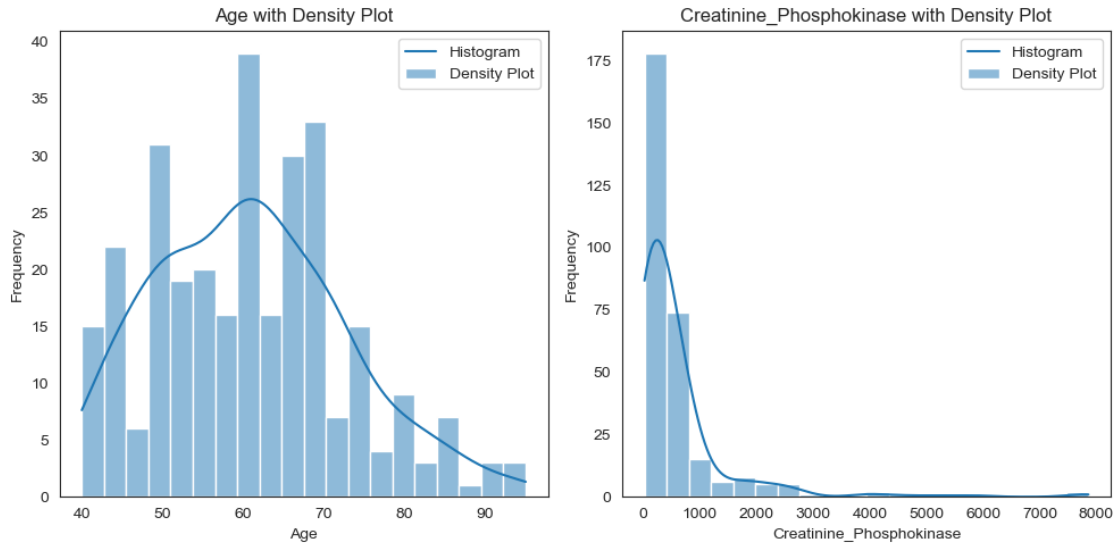 Age with Density Plot
40
35
30
25
20
15
10
5
0
Frequency
Histogram
Density Plot
40 50 60 70 80 90
Age
Creatinine_Phosphokinase with Density Plot
175
150
125
100
75
50
25
0
Frequency
Histogram
Density Plot
0 1000 2000 3000 4000 5000 6000 7000 8000
Creatinine_Phosphokinase